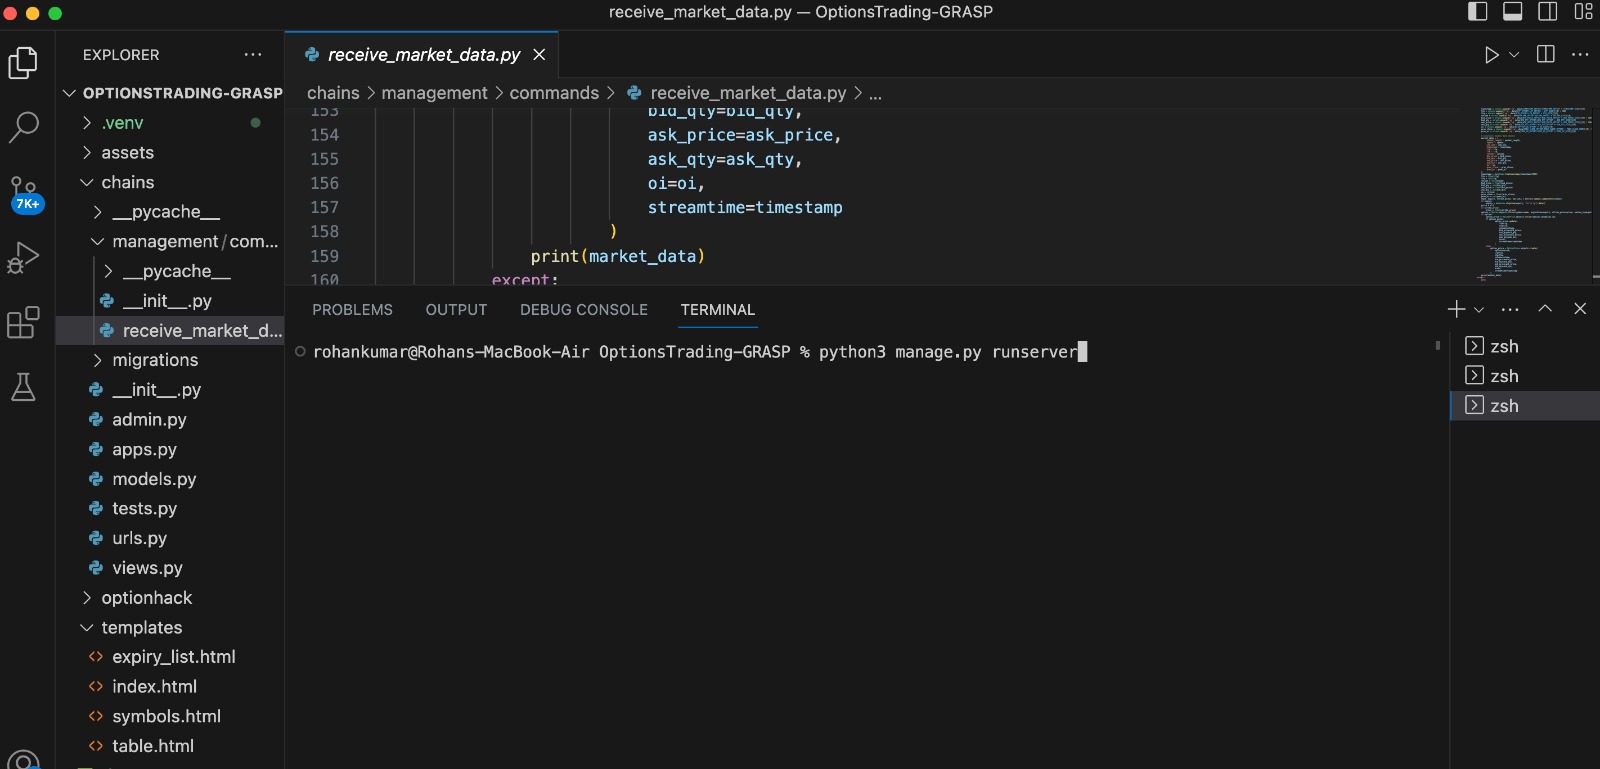 receive_market_data.py — OptionsTrading-GRASP
EXPLORER
OPTIONSTRADING-GRASP
.venv
assets
chains
__pycache__
management/com...
__pycache__
__init__.py
receive_market_d...
migrations
__init__.py
admin.py
apps.py
models.py
tests.py
urls.py
views.py
optionhack
templates
expiry_list.html
index.html
symbols.html
table.html
7K+
receive_market_data.py
chains > management > commands > receive_market_data.py > ...
153 bid_qty=bid_qty,
154 ask_price=ask_price,
155 ask_qty=ask_qty,
156 oi=oi,
157 streamtime=timestamp
158 )
159 print(market_data)
160 except:
PROBLEMS OUTPUT DEBUG CONSOLE TERMINAL
rohankumar@Rohans-MacBook-Air OptionsTrading-GRASP % python3 manage.py runserver
zsh
zsh
zsh